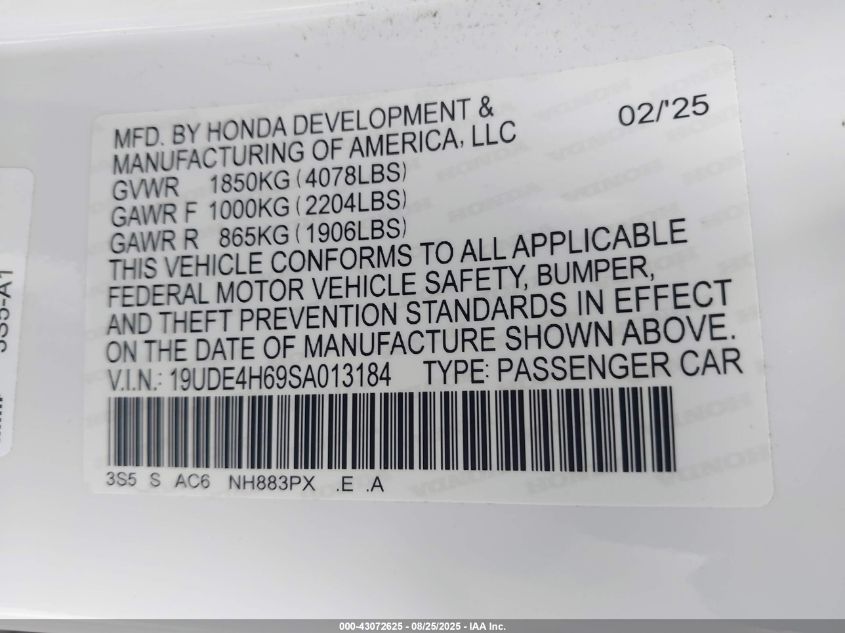 MFD. BY HONDA DEVELOPMENT &
MANUFACTURING OF AMERICA, LLC
02/'25
GVWR 1850KG (4078LBS)
GAWR F 1000KG (2204LBS)
GAWR R 865KG (1906LBS)
THIS VEHICLE CONFORMS TO ALL APPLICABLE
FEDERAL MOTOR VEHICLE SAFETY, BUMPER,
AND THEFT PREVENTION STANDARDS IN EFFECT
ON THE DATE OF MANUFACTURE SHOWN ABOVE.
V.I.N.: 19UDE4H69SA013184 TYPE: PASSENGER CAR
3S5 S AC6 NH883PX .E .A
3S5-A1
000-43072625 - 08/25/2025 - IAA Inc.